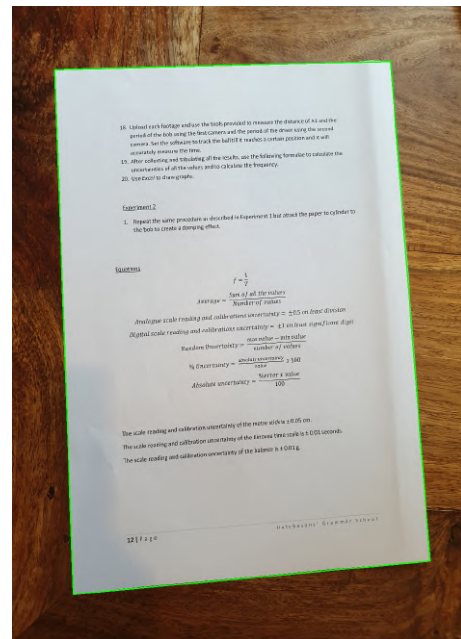 18. Upload each footage and use the tools provided to measure the distance of A1 and the
period of the bob using the first camera and the period of the driver using the second
camera. Set the software to track the ball till it reaches a certain position and it will
accurately measure the time.
19. After collecting and tabulating all the results, use the following formulae to calculate the
uncertainties of all the values and to calculate the frequency.
20. Use Excel to draw graphs.
Experiment 2
1. Repeat the same procedure as described in Experiment 1 but attach the paper to cylinder to
the bob to create a damping effect.
Equations
f = 1/T
Average = Sum of all the values / Number of values
Analogue scale reading and calibrations uncertainty = ±0.5 on least division
Digital scale reading and calibrations uncertainty = ±1 on least significant digit
Random Uncertainty = max value − min value / number of values
% Uncertainty = absolute uncertainty / value x 100
Absolute uncertainty = %error x value / 100
The scale reading and calibration uncertainty of the metre stick is ± 0.05 cm.
The scale reading and calibration uncertainty of the Kinovea time scale is ± 0.01 seconds.
The scale reading and calibration uncertainty of the balance is ± 0.01 g.
Hutchesons' Grammar School
12 | Page